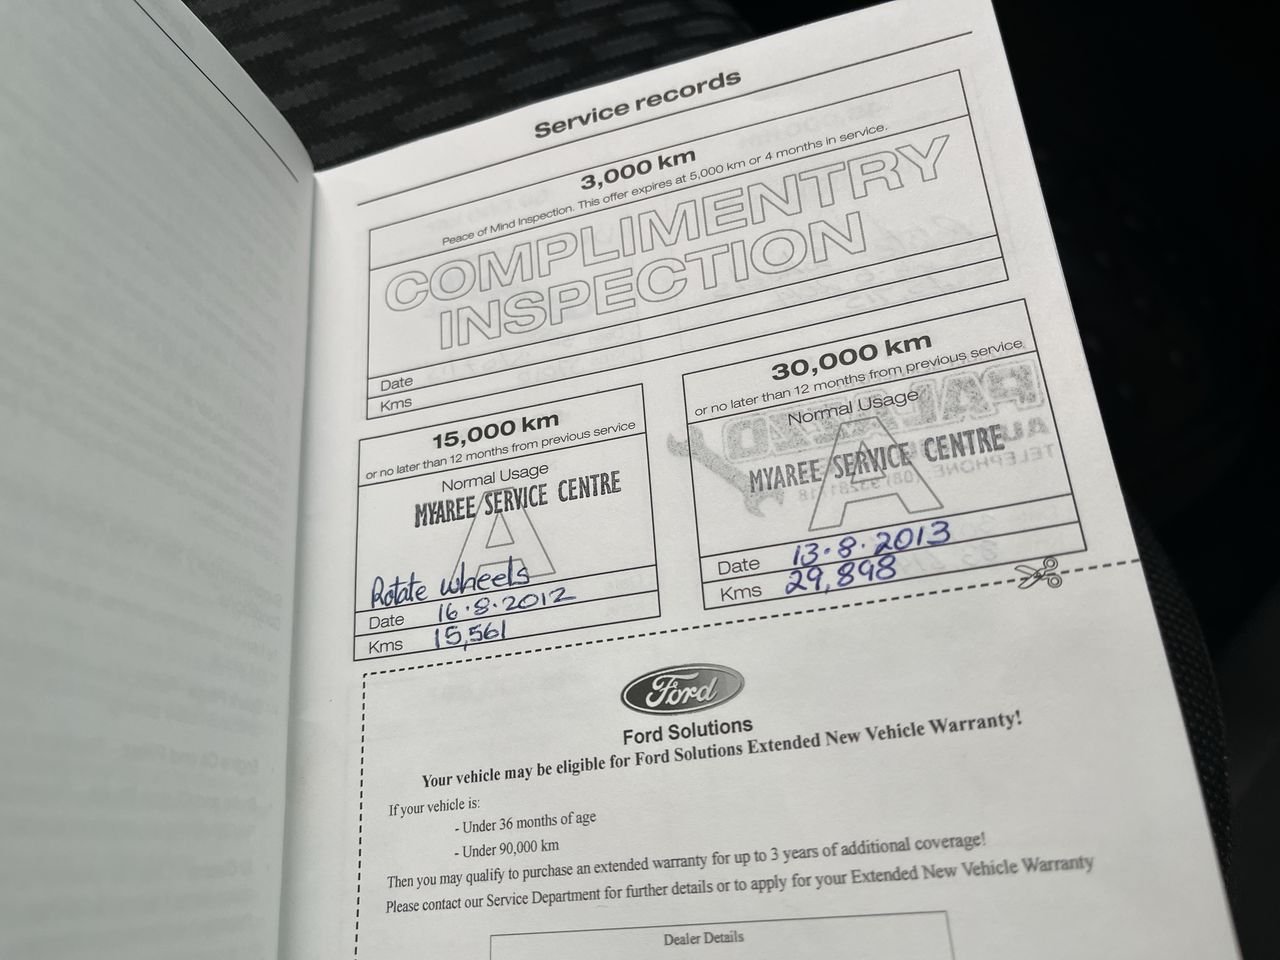 Service records
3,000 km
Peace of Mind Inspection. This offer expires at 5,000 km or 4 months in service.
COMPLIMENTRY
INSPECTION
Date
Kms
15,000 km
or no later than 12 months from previous service
Normal Usage
MYAREE SERVICE CENTRE
A
Rotate wheels
Date 16·8·2012
Kms 15,561
30,000 km
or no later than 12 months from previous service.
Normal Usage
MYAREE SERVICE CENTRE
A
Date 13·8·2013
Kms 29,898
Ford
Ford Solutions
Your vehicle may be eligible for Ford Solutions Extended New Vehicle Warranty!
If your vehicle is:
- Under 36 months of age
- Under 90,000 km
Then you may qualify to purchase an extended warranty for up to 3 years of additional coverage!
Please contact our Service Department for further details or to apply for your Extended New Vehicle Warranty
Dealer Details